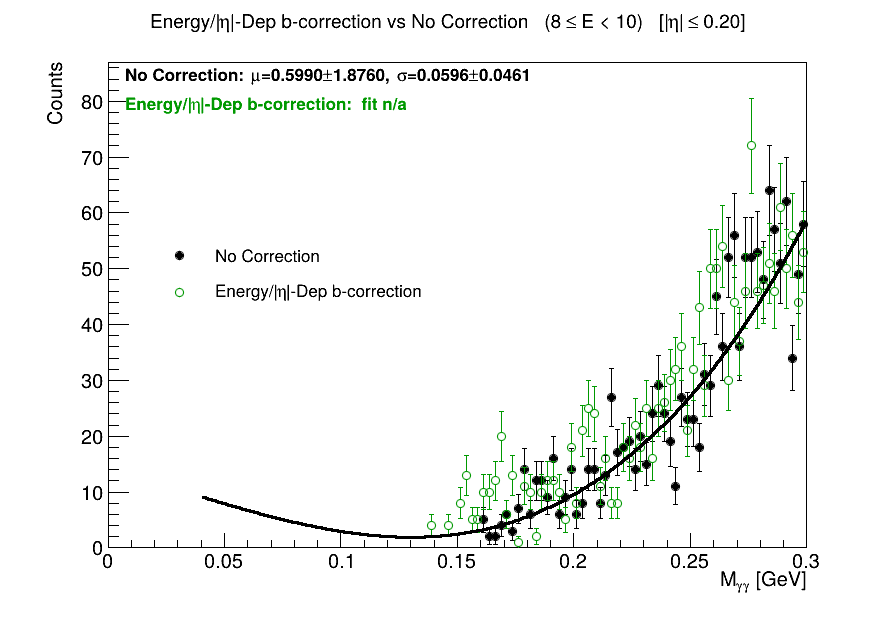 Energy/|η|-Dep b-correction vs No Correction (8 ≤ E < 10) [|η| ≤ 0.20]
Counts
No Correction: μ=0.5990±1.8760, σ=0.0596±0.0461
Energy/|η|-Dep b-correction: fit n/a
80
70
60
50
40
30
20
10
0
No Correction
Energy/|η|-Dep b-correction
0 0.05 0.1 0.15 0.2 0.25 0.3
Mγγ [GeV]